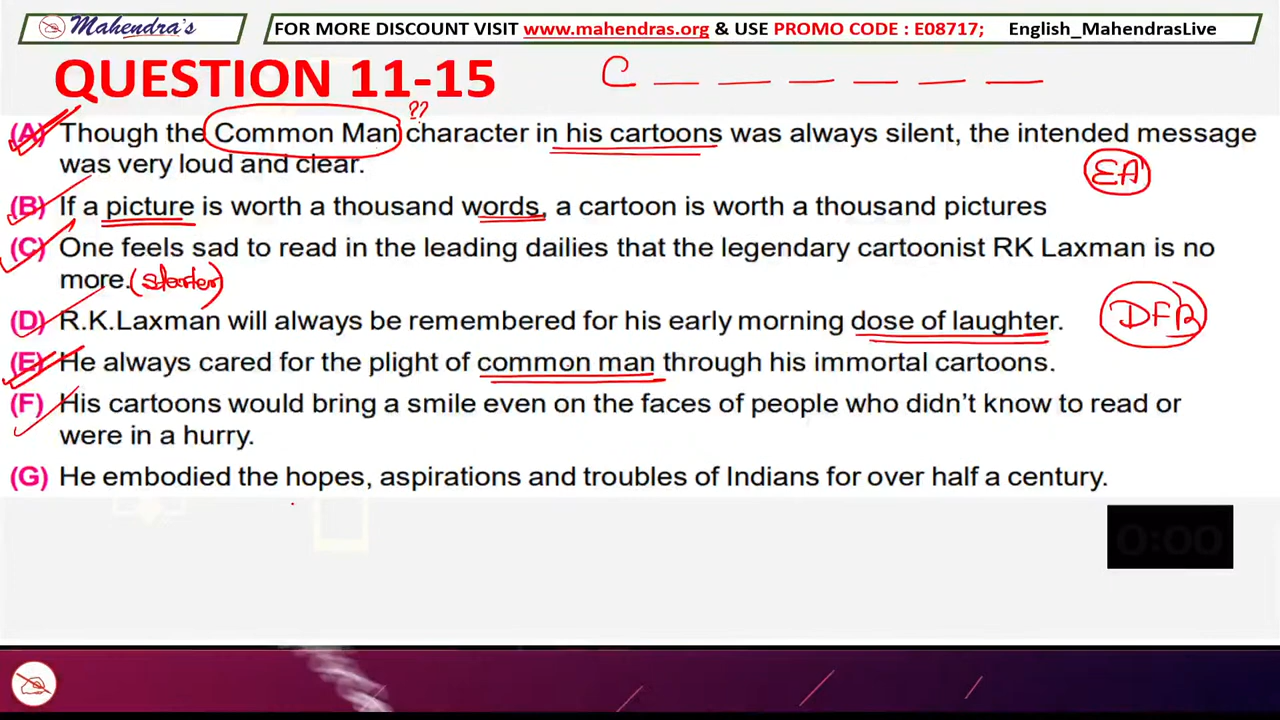 Mahendra's
FOR MORE DISCOUNT VISIT www.mahendras.org & USE PROMO CODE : E08717; English_MahendrasLive
QUESTION 11-15
C _ _ _ _ _ _
??
(A) Though the Common Man character in his cartoons was always silent, the intended message
was very loud and clear.
EA
(B) If a picture is worth a thousand words, a cartoon is worth a thousand pictures
(C) One feels sad to read in the leading dailies that the legendary cartoonist RK Laxman is no
more. (starter)
(D) R.K.Laxman will always be remembered for his early morning dose of laughter.
DFB
(E) He always cared for the plight of common man through his immortal cartoons.
(F) His cartoons would bring a smile even on the faces of people who didn't know to read or
were in a hurry.
(G) He embodied the hopes, aspirations and troubles of Indians for over half a century.
0:00